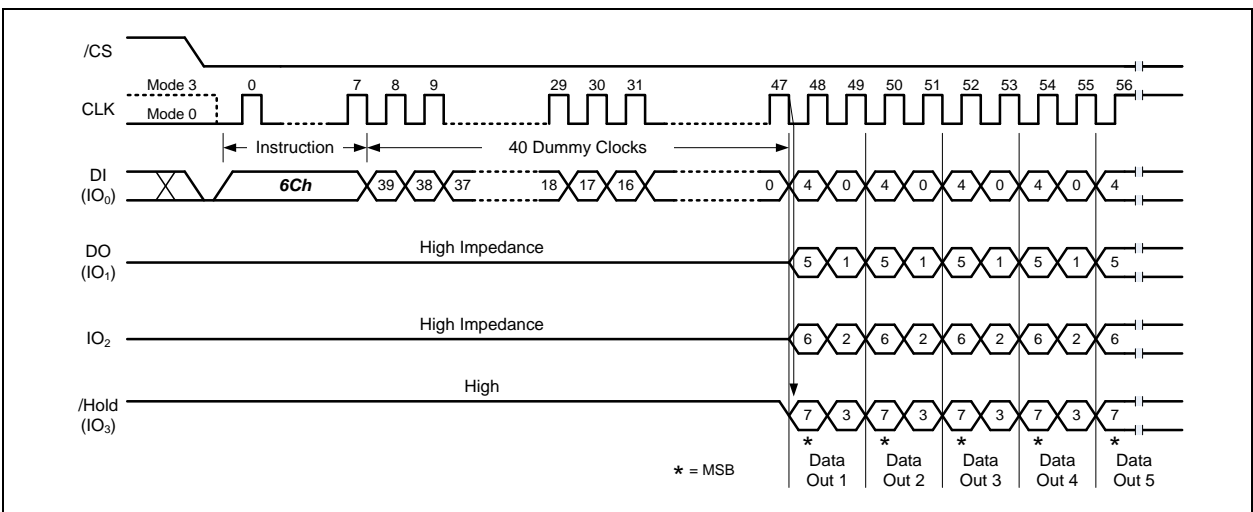 /CS
Mode 3 0 7 8 9 29 30 31 47 48 49 50 51 52 53 54 55 56
CLK
Mode 0
Instruction 40 Dummy Clocks
DI
(IO₀)
6Ch 39 38 37 18 17 16 0 4 0 4 0 4 0 4 0 4
High Impedance
DO
(IO₁)
5 1 5 1 5 1 5 1 5
High Impedance
IO₂
6 2 6 2 6 2 6 2 6
High
/Hold
(IO₃)
7 3 7 3 7 3 7 3 7
* * * * *
* = MSB
Data Data Data Data Data
Out 1 Out 2 Out 3 Out 4 Out 5